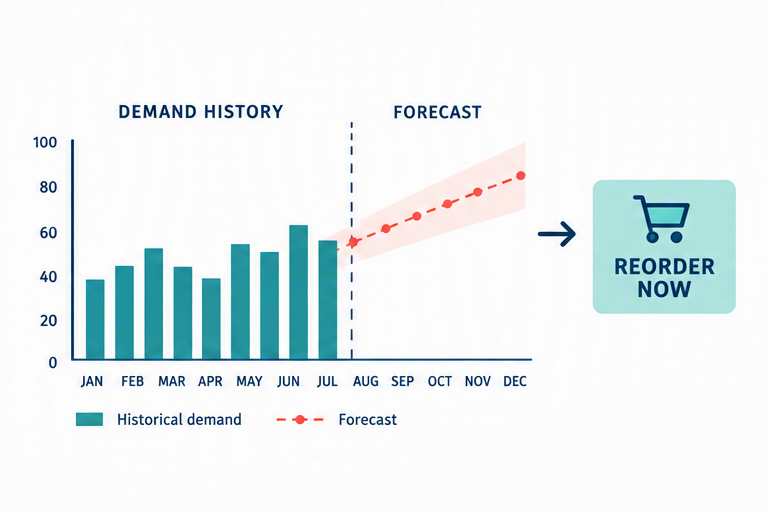 DEMAND HISTORY
FORECAST
100
80
60
40
20
0
JAN FEB MAR APR MAY JUN JUL AUG SEP OCT NOV DEC
Historical demand
Forecast
REORDER
NOW